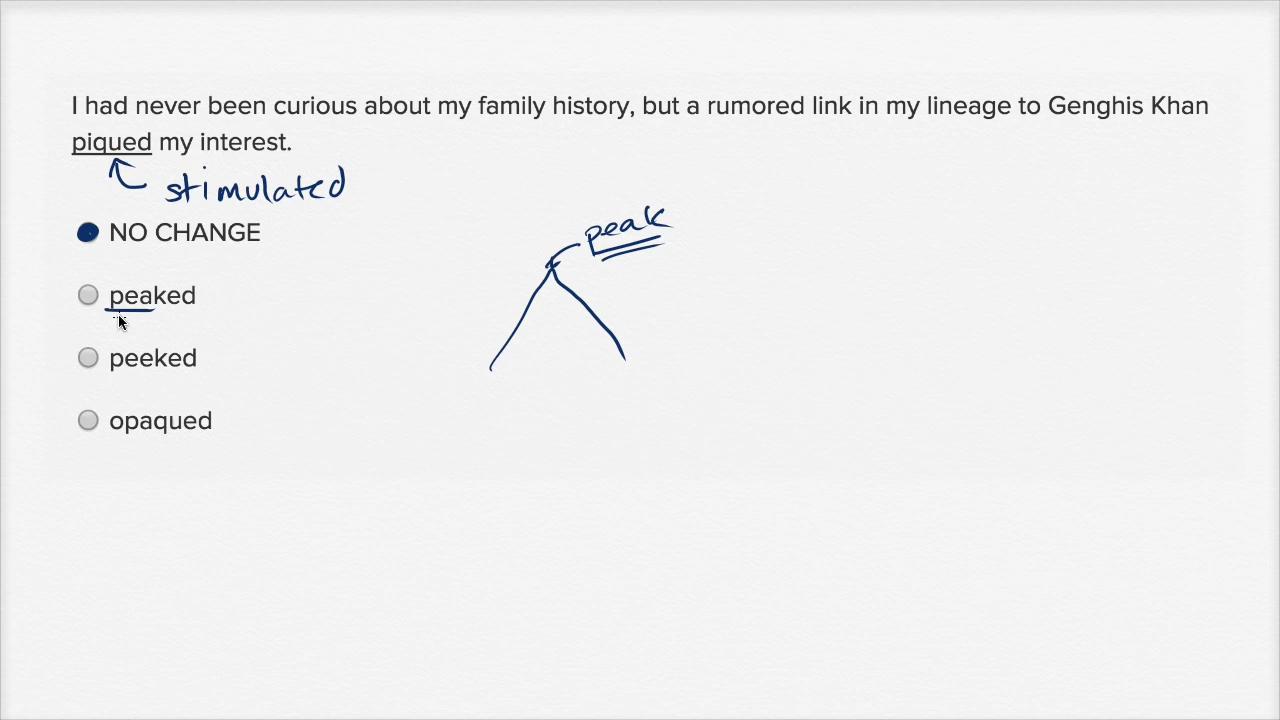 I had never been curious about my family history, but a rumored link in my lineage to Genghis Khan
piqued my interest.
stimulated
NO CHANGE
peak
peaked
peeked
opaqued